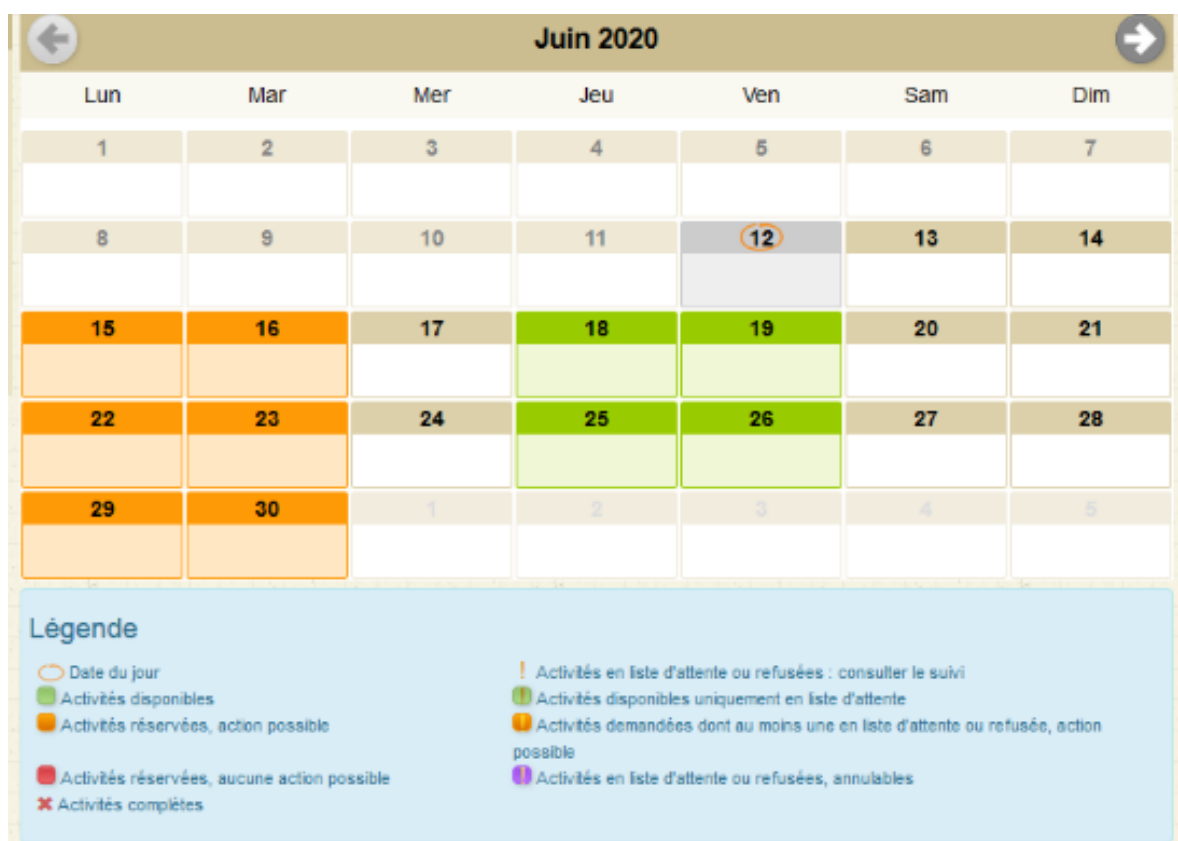 Juin 2020
Lun Mar Mer Jeu Ven Sam Dim
1 2 3 4 5 6 7
8 9 10 11 12 13 14
15 16 17 18 19 20 21
22 23 24 25 26 27 28
29 30 1 2 3 4 5
Légende
Date du jour
Activités disponibles
Activités réservées, action possible
Activités réservées, aucune action possible
Activités complètes
! Activités en liste d'attente ou refusées : consulter le suivi
Activités disponibles uniquement en liste d'attente
Activités demandées dont au moins une en liste d'attente ou refusée, action
possible
Activités en liste d'attente ou refusées, annulables